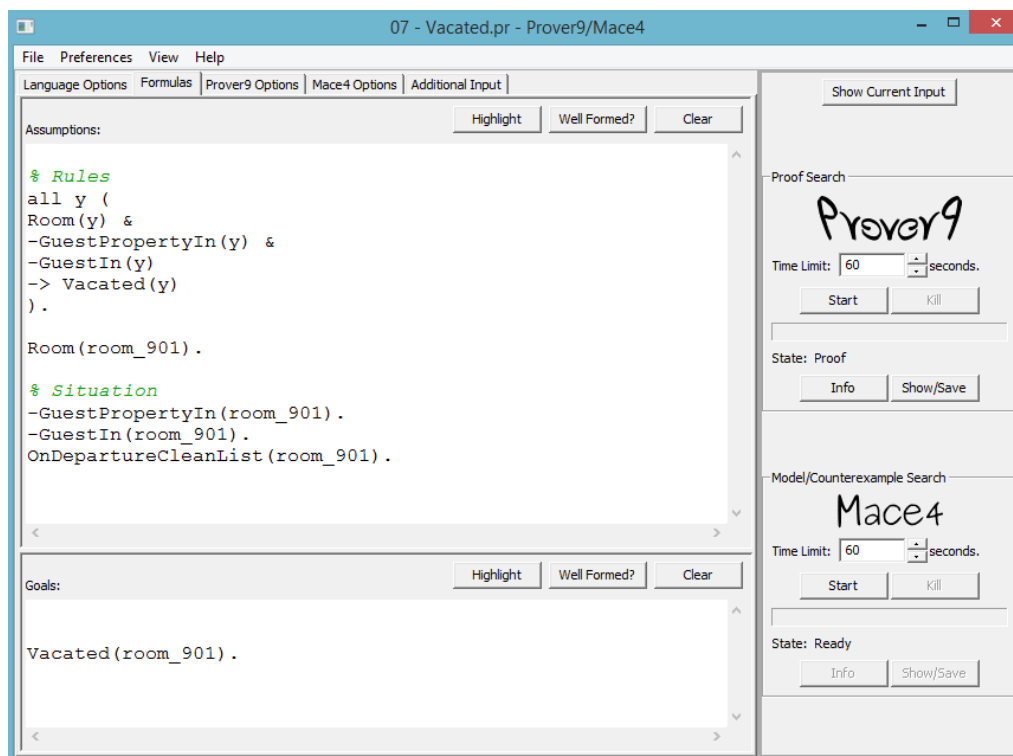 07 - Vacated.pr - Prover9/Mace4
File Preferences View Help
Language Options Formulas Prover9 Options Mace4 Options Additional Input
Show Current Input
Assumptions:
Highlight Well Formed? Clear
% Rules
all y (
Room(y) &
-GuestPropertyIn(y) &
-GuestIn(y)
-> Vacated(y)
).
Room(room_901).
% Situation
-GuestPropertyIn(room_901).
-GuestIn(room_901).
OnDepartureCleanList(room_901).
Goals:
Highlight Well Formed? Clear
Vacated(room_901).
Proof Search
Prover9
Time Limit: 60 seconds.
Start Kill
State: Proof
Info Show/Save
Model/Counterexample Search
Mace4
Time Limit: 60 seconds.
Start Kill
State: Ready
Info Show/Save